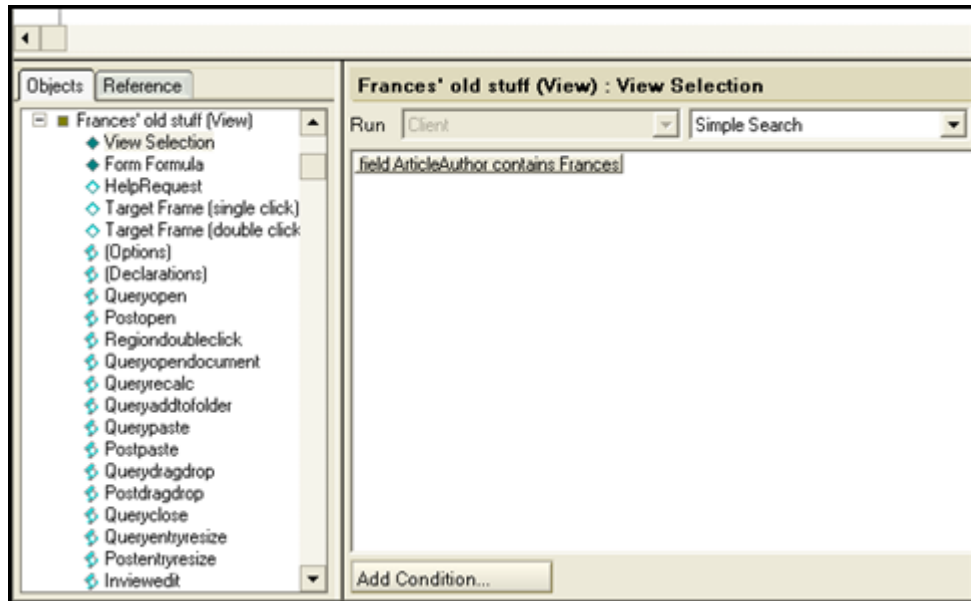 Objects Reference
Frances' old stuff (View)
View Selection
Form Formula
HelpRequest
Target Frame (single click)
Target Frame (double click
(Options)
(Declarations)
Queryopen
Postopen
Regiondoubleclick
Queryopendocument
Queryrecalc
Queryaddtofolder
Querypaste
Postpaste
Querydragdrop
Postdragdrop
Queryclose
Queryentryresize
Postentryresize
Inviewedit
Frances' old stuff (View) : View Selection
Run Client Simple Search
field ArticleAuthor contains Frances
Add Condition...